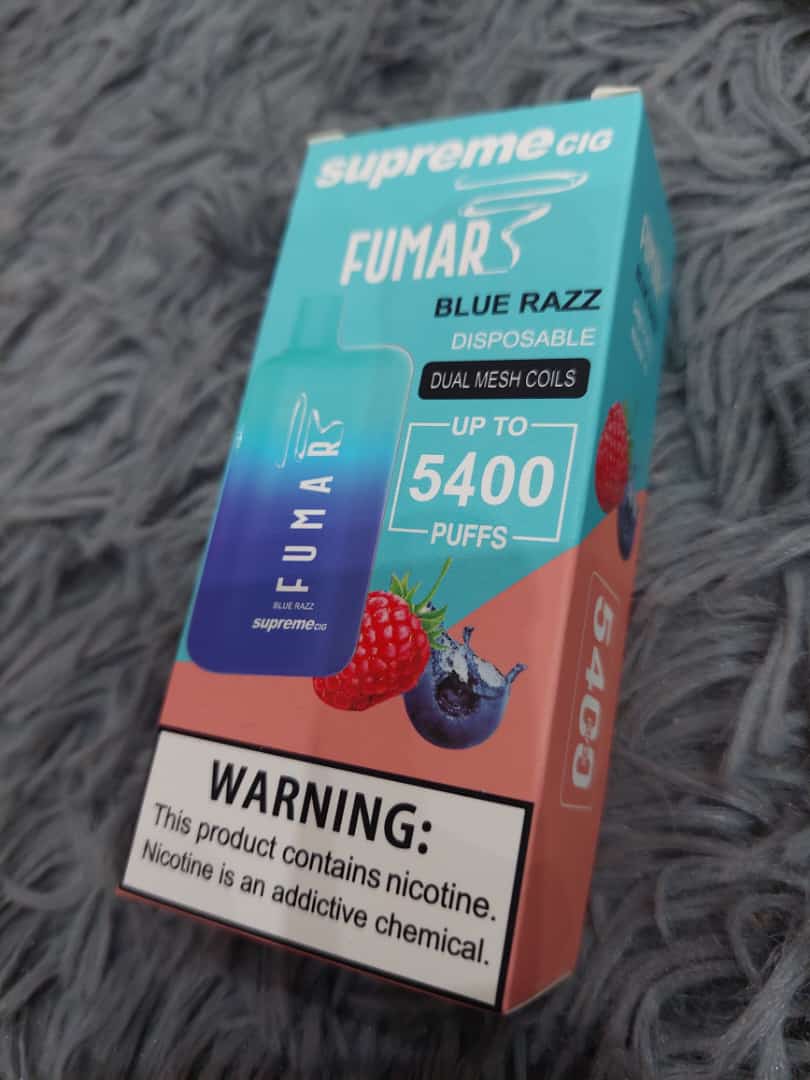 supreme CIG
FUMAR
BLUE RAZZ
DISPOSABLE
DUAL MESH COILS
UP TO
5400
PUFFS
FUMAR
BLUE RAZZ
supreme CIG
5400
WARNING:
This product contains nicotine.
Nicotine is an addictive chemical.